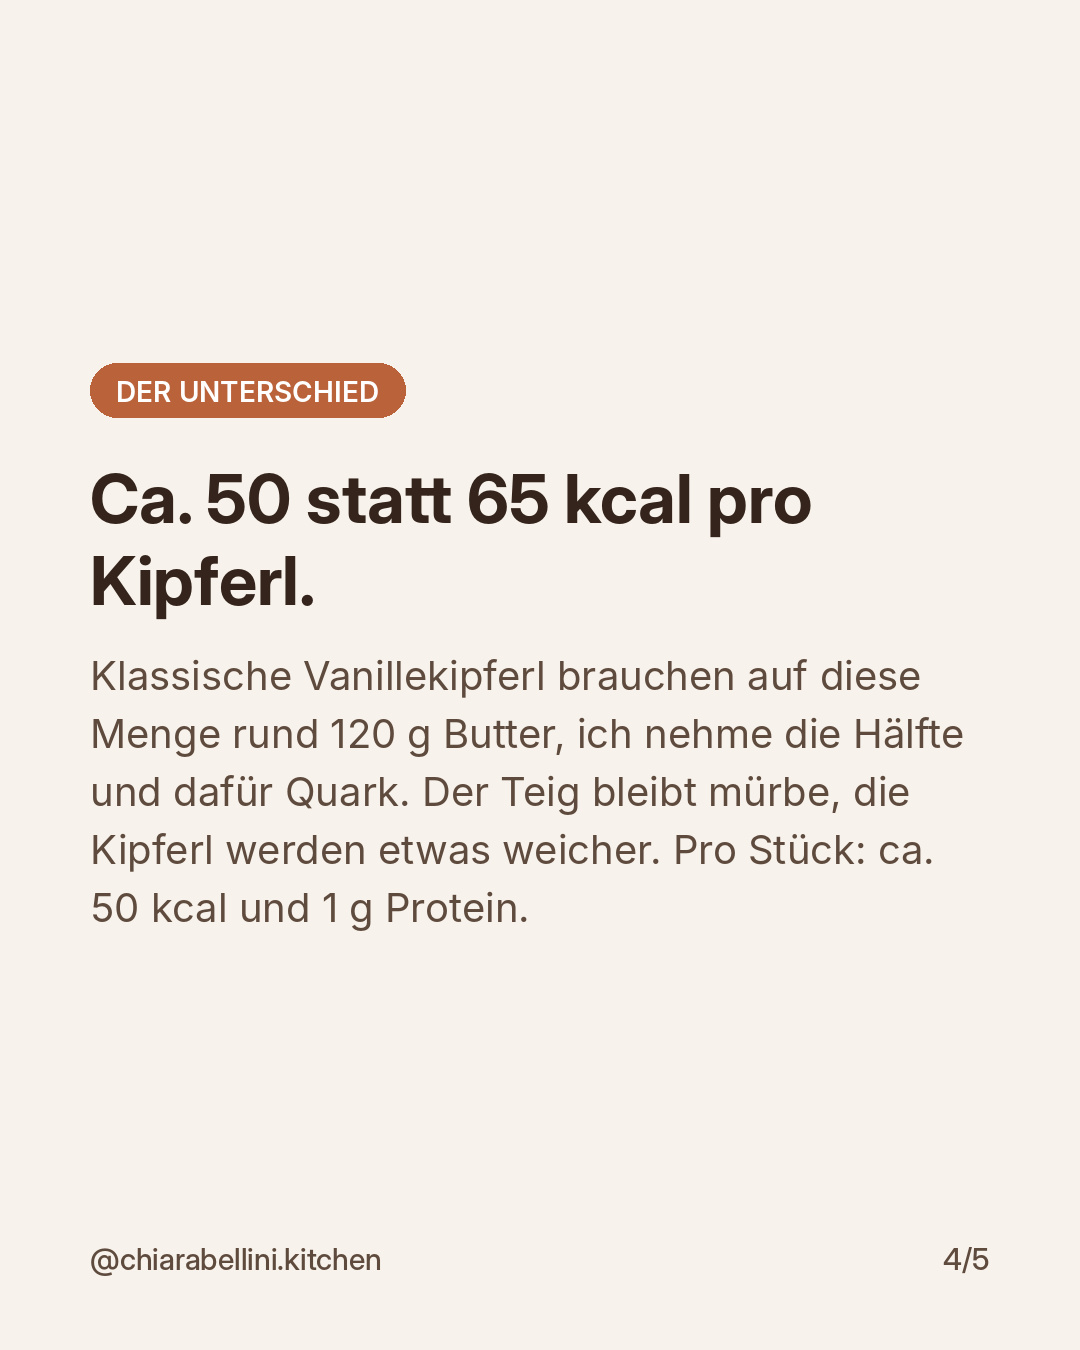 DER UNTERSCHIED
Ca. 50 statt 65 kcal pro
Kipferl.
Klassische Vanillekipferl brauchen auf diese
Menge rund 120 g Butter, ich nehme die Hälfte
und dafür Quark. Der Teig bleibt mürbe, die
Kipferl werden etwas weicher. Pro Stück: ca.
50 kcal und 1 g Protein.
@chiarabellini.kitchen
4/5